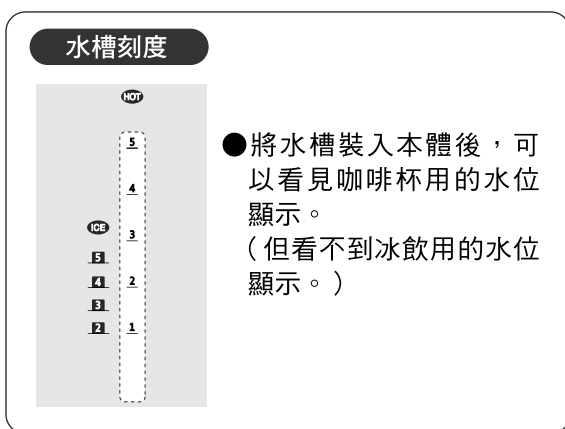 水槽刻度
HOT
5
4
ICE
3
5
4
2
3
2
1
●將水槽裝入本體後，可
以看見咖啡杯用的水位
顯示。
（但看不到冰飲用的水位
顯示。）